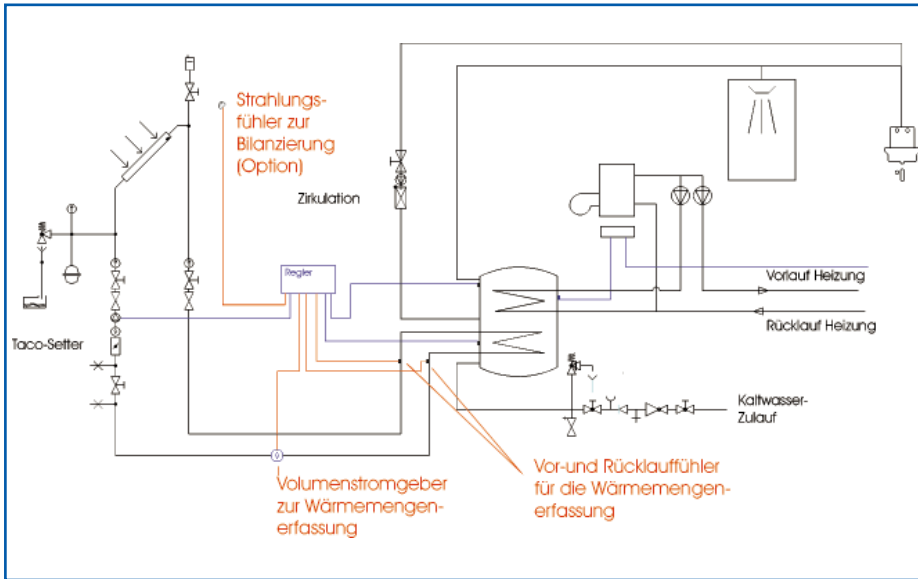 Strahlungs-
fühler zur
Bilanzierung
(Option)
Zirkulation
Regler
Vorlauf Heizung
Rücklauf Heizung
Taco-Setter
Kaltwasser-
Zulauf
Volumenstromgeber
zur Wärmemengen-
erfassung
Vor-und Rücklauffühler
für die Wärmemengen-
erfassung